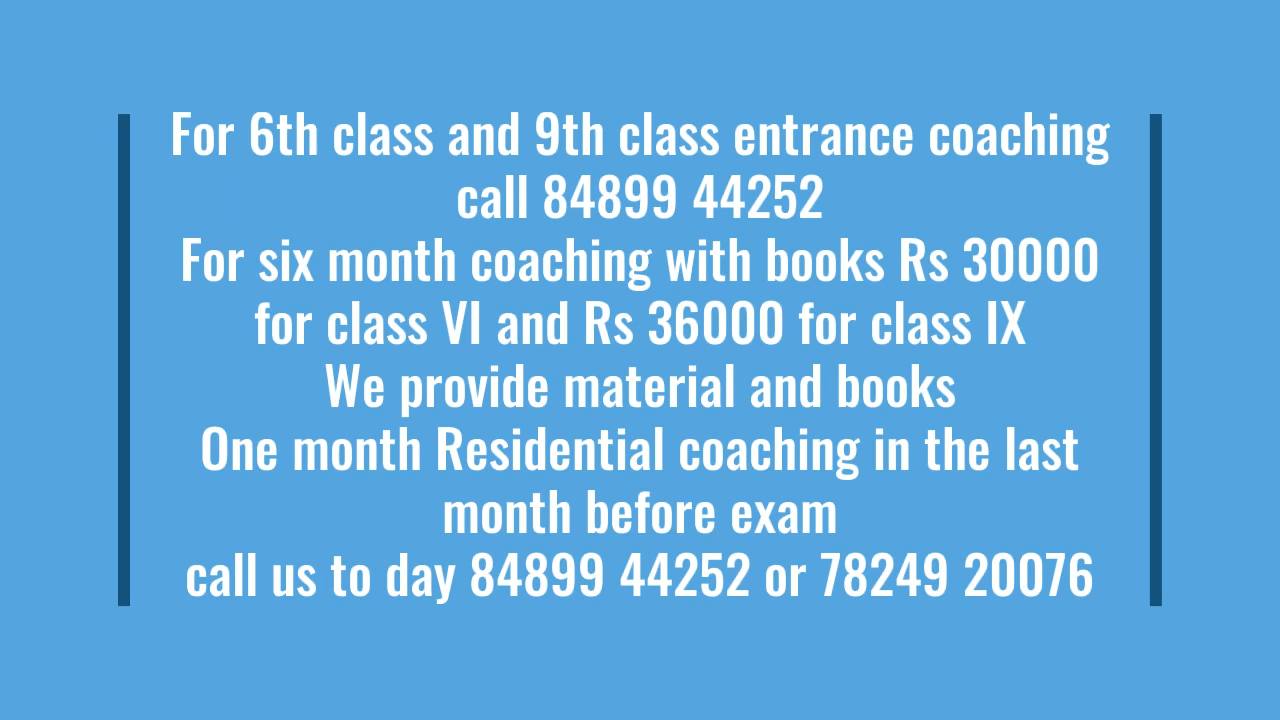 For 6th class and 9th class entrance coaching
call 84899 44252
For six month coaching with books Rs 30000
for class VI and Rs 36000 for class IX
We provide material and books
One month Residential coaching in the last
month before exam
call us to day 84899 44252 or 78249 20076